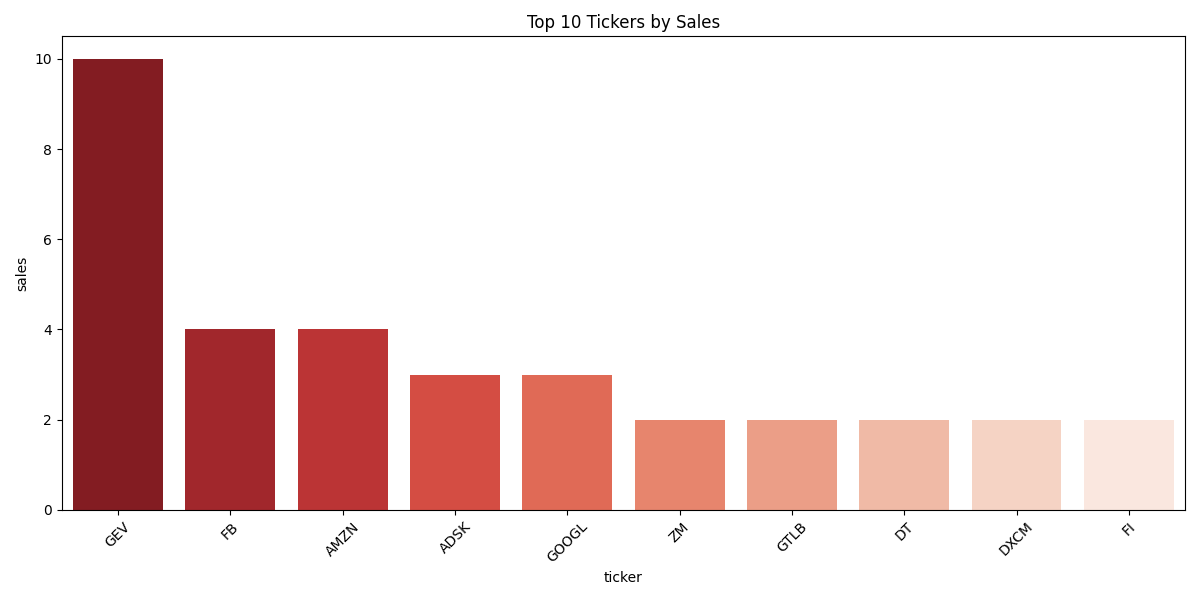 Top 10 Tickers by Sales
sales
10
8
6
4
2
0
GEV
FB
AMZN
ADSK
GOOGL
ZM
GTLB
DT
DXCM
FI
ticker